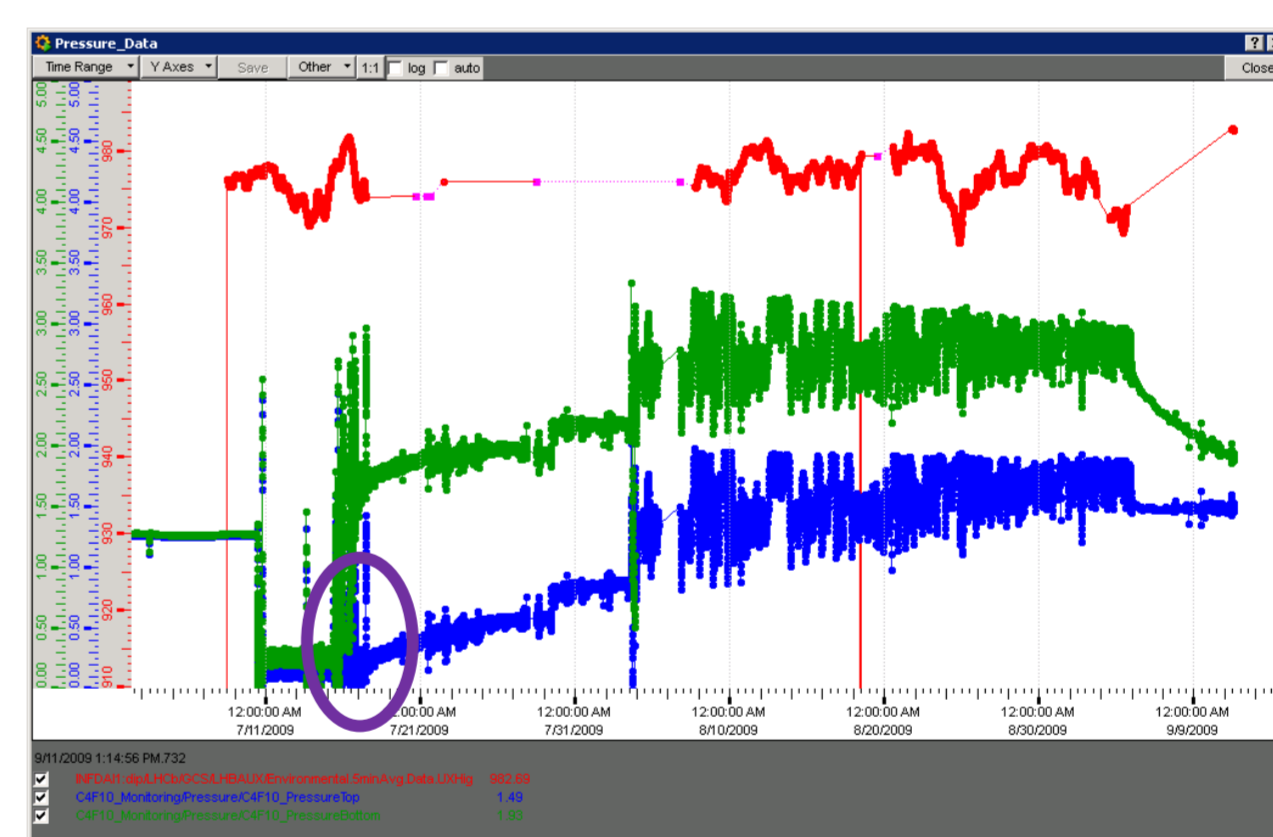 Pressure_Data ?
Time Range Y Axes Save Other 1:1 log auto Close
5.00 5.00
4.50 4.50 980
4.00 4.00 970
3.50 3.50
3.00 3.00 960
2.50 2.50 950
2.00 2.00 940
1.50 1.50 930
1.00 1.00
0.50 0.50 920
0.00 0.00 910
12:00:00 AM :00:00 AM 12:00:00 AM 12:00:00 AM 12:00:00 AM 12:00:00 AM 12:00:00 AM
7/11/2009 7/21/2009 7/31/2009 8/10/2009 8/20/2009 8/30/2009 9/9/2009
9/11/2009 1:14:56 PM.732
INFDAI1:dip/LHCb/GCS/LHBAUX/Environmental.5minAvg.Data.UXHig 982.69
C4F10_Monitoring/Pressure/C4F10_PressureTop 1.49
C4F10_Monitoring/Pressure/C4F10_PressureBottom 1.93